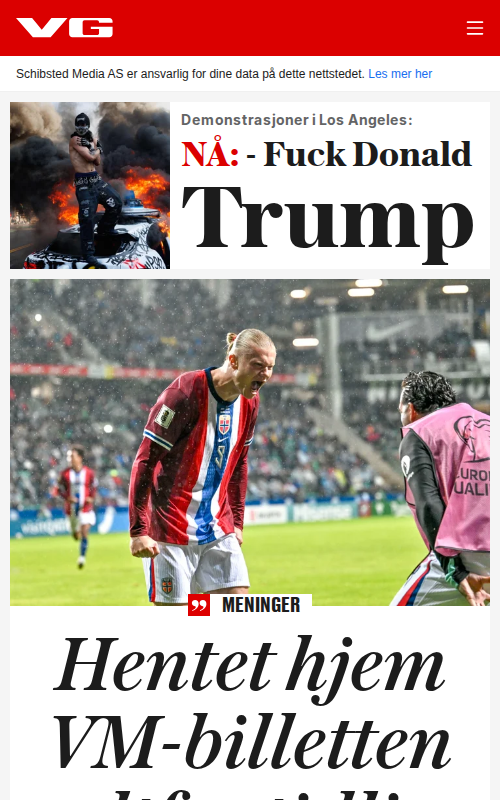 VG
Schibsted Media AS er ansvarlig for dine data på dette nettstedet. Les mer her
Demonstrasjoner i Los Angeles:
NÅ: - Fuck Donald
Trump
MENINGER
Hentet hjem
VM-billetten